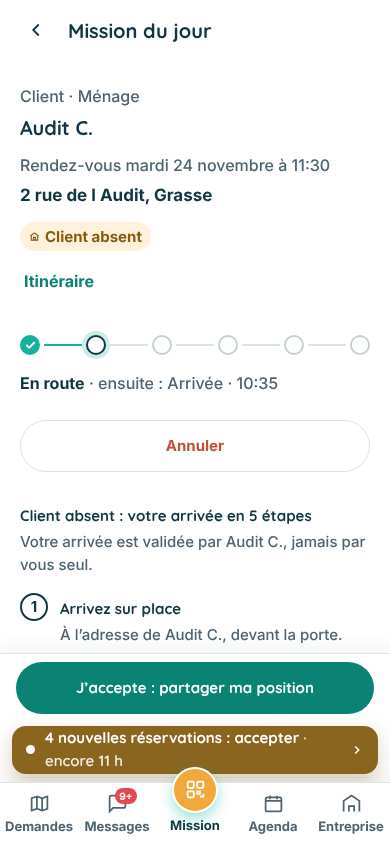 Mission du jour
Client · Ménage
Audit C.
Rendez-vous mardi 24 novembre à 11:30
2 rue de l Audit, Grasse
Client absent
Itinéraire
En route · ensuite : Arrivée · 10:35
Annuler
Client absent : votre arrivée en 5 étapes
Votre arrivée est validée par Audit C., jamais par
vous seul.
1 Arrivez sur place
À l’adresse de Audit C., devant la porte.
J’accepte : partager ma position
4 nouvelles réservations : accepter ·
encore 11 h
9+
Demandes Messages Mission Agenda Entreprise